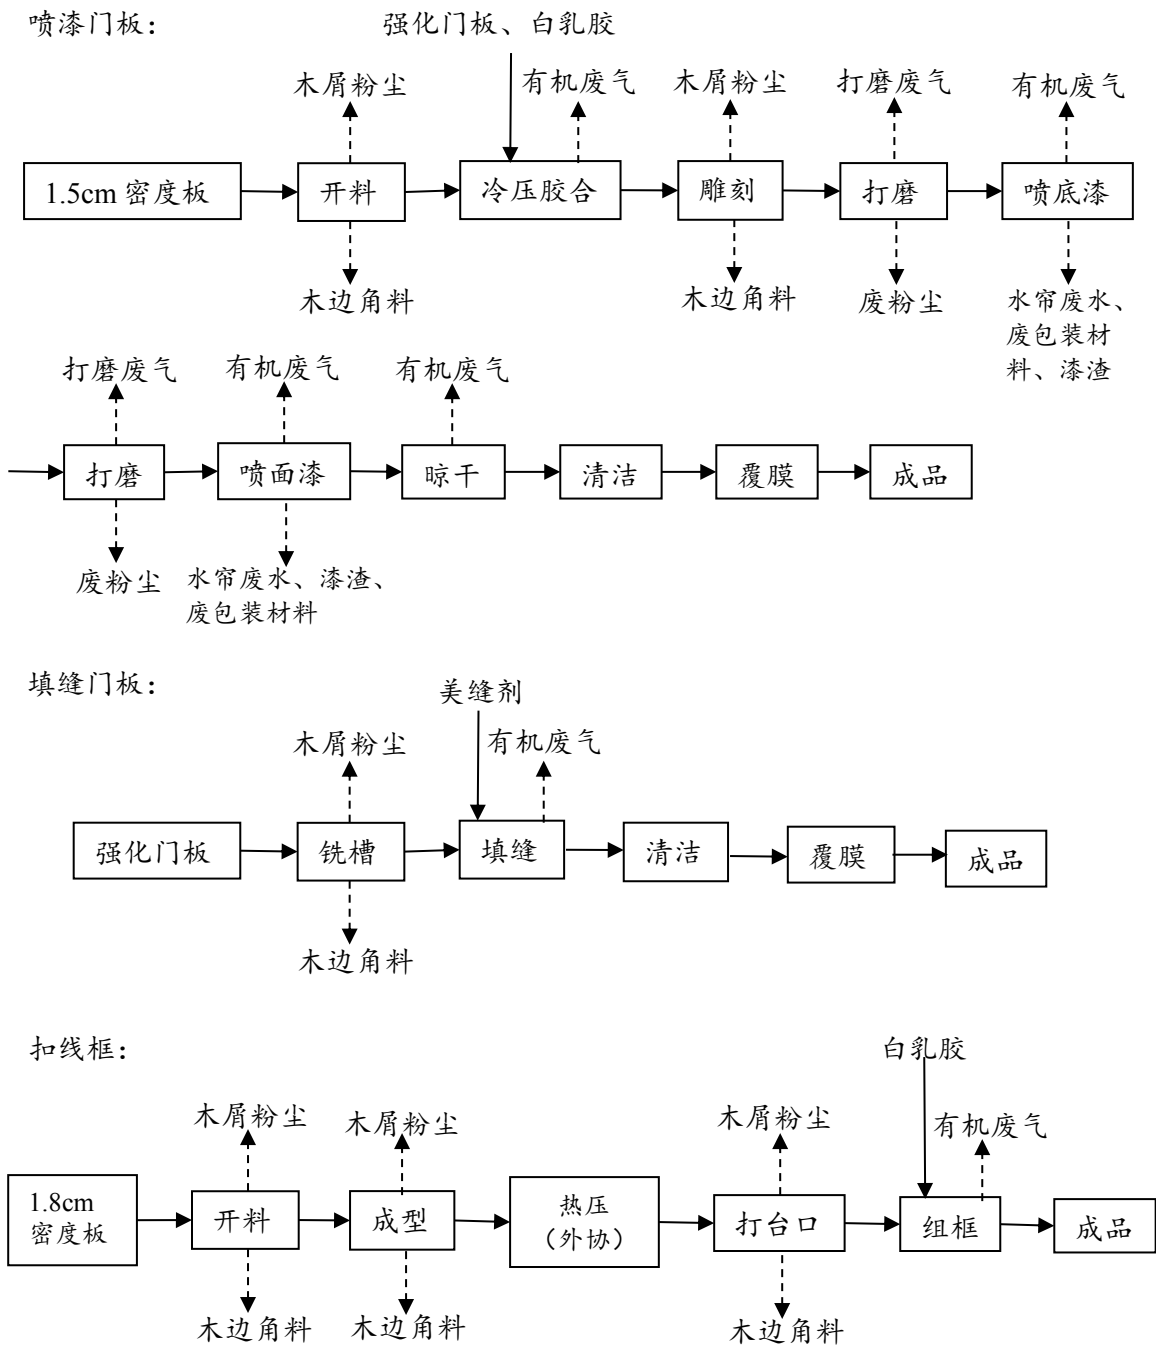 喷漆门板：
强化门板、白乳胶
木屑粉尘
有机废气
木屑粉尘
打磨废气
有机废气
1.5cm 密度板
开料
冷压胶合
雕刻
打磨
喷底漆
木边角料
木边角料
废粉尘
水帘废水、
废包装材
料、漆渣
打磨废气
有机废气
有机废气
打磨
喷面漆
晾干
清洁
覆膜
成品
废粉尘
水帘废水、漆渣、
废包装材料
填缝门板：
美缝剂
木屑粉尘
有机废气
强化门板
铣槽
填缝
清洁
覆膜
成品
木边角料
扣线框：
白乳胶
木屑粉尘
木屑粉尘
木屑粉尘
有机废气
1.8cm
密度板
开料
成型
热压
（外协）
打台口
组框
成品
木边角料
木边角料
木边角料